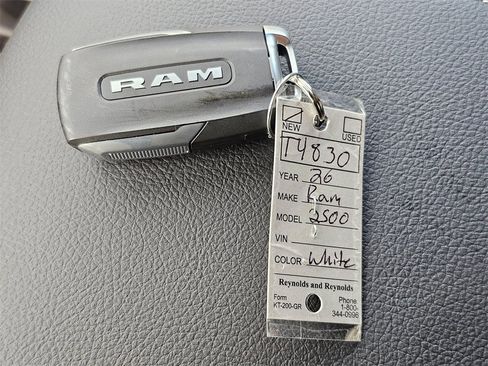 RAM
NEW USED
T4830
YEAR 26
MAKE Ram
MODEL 2500
VIN
COLOR White
Reynolds and Reynolds
Form Phone
KT-200-GR 1-800-
344-0996